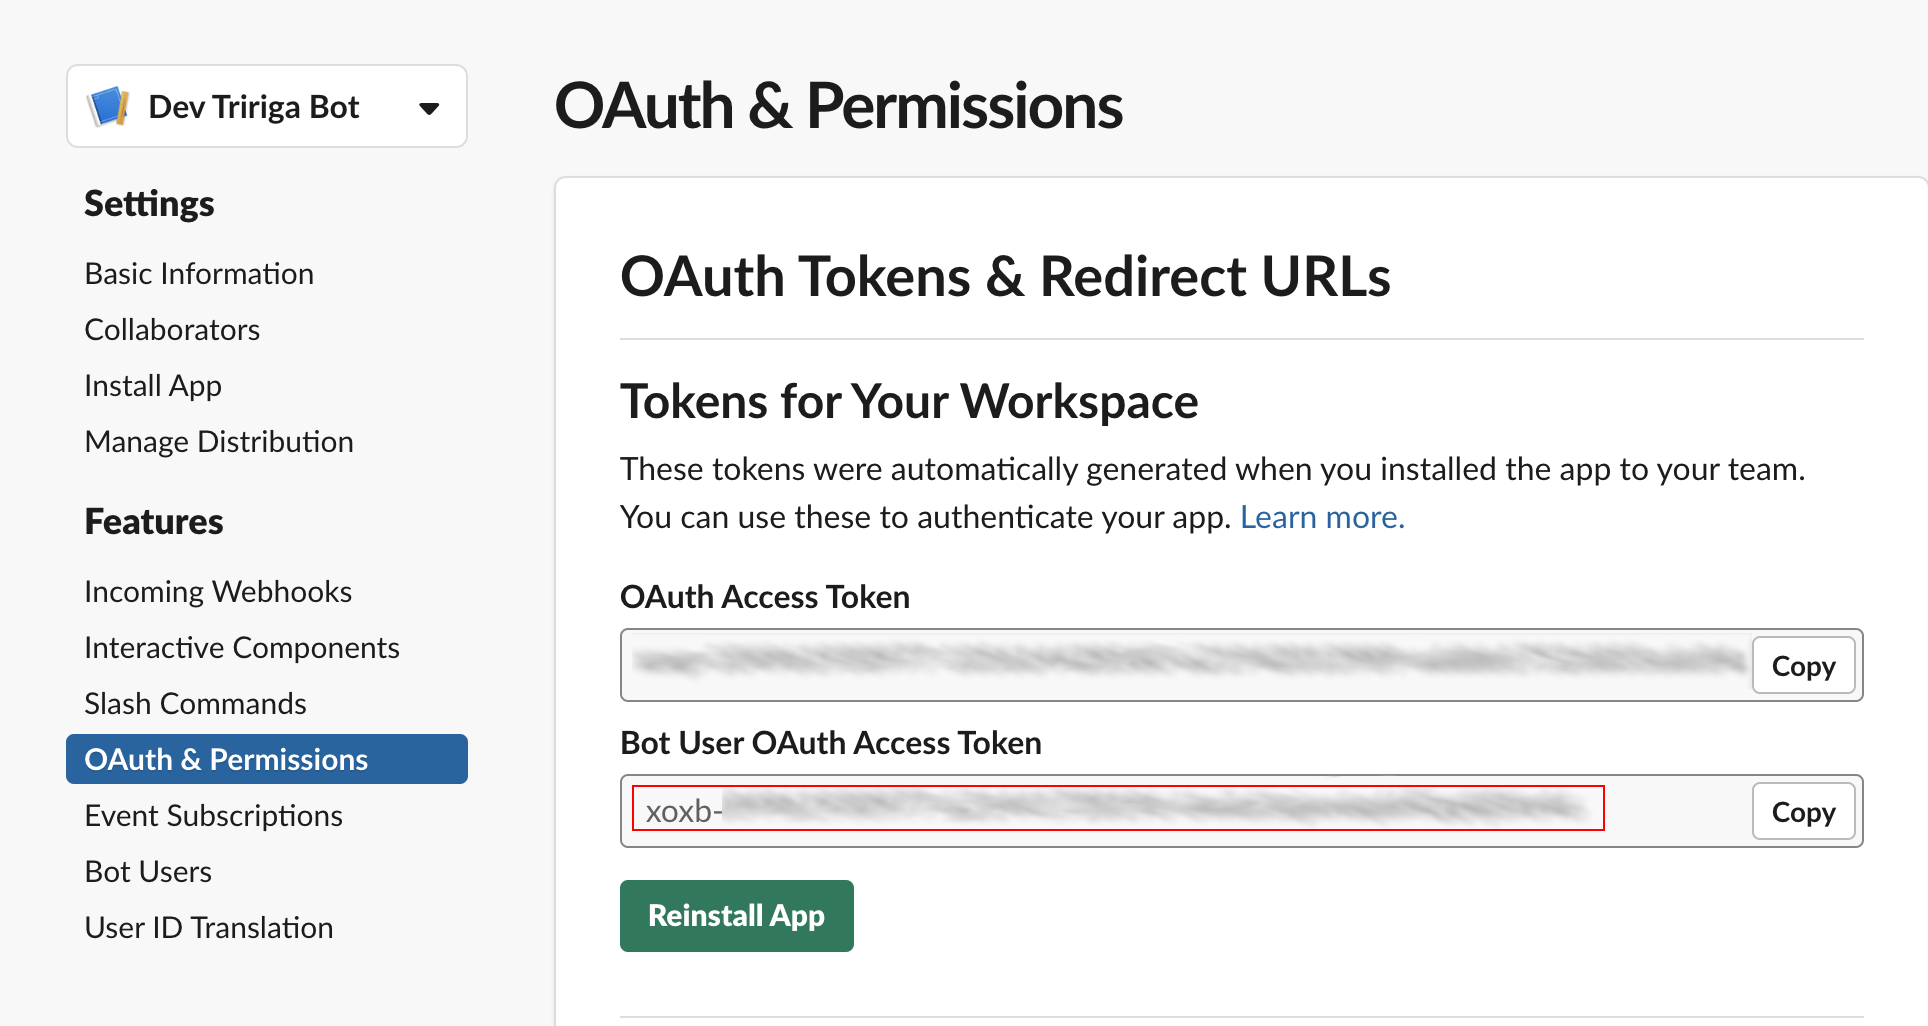 Dev Tririga Bot
Settings
Basic Information
Collaborators
Install App
Manage Distribution
Features
Incoming Webhooks
Interactive Components
Slash Commands
OAuth & Permissions
Event Subscriptions
Bot Users
User ID Translation
OAuth & Permissions
OAuth Tokens & Redirect URLs
Tokens for Your Workspace
These tokens were automatically generated when you installed the app to your team.
You can use these to authenticate your app. Learn more.
OAuth Access Token
Copy
Bot User OAuth Access Token
xoxb-
Copy
Reinstall App